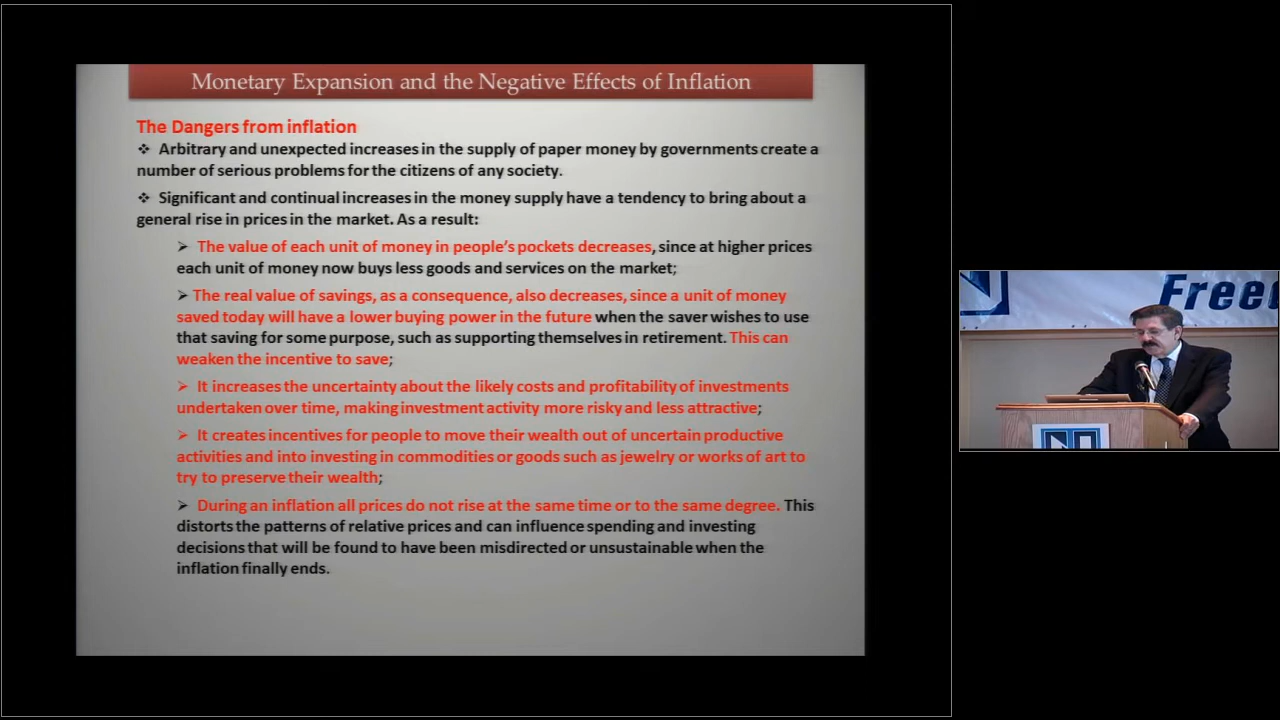 Monetary Expansion and the Negative Effects of Inflation
The Dangers from inflation
❖ Arbitrary and unexpected increases in the supply of paper money by governments create a
number of serious problems for the citizens of any society.
❖ Significant and continual increases in the money supply have a tendency to bring about a
general rise in prices in the market. As a result:
➢ The value of each unit of money in people's pockets decreases, since at higher prices
each unit of money now buys less goods and services on the market;
➢ The real value of savings, as a consequence, also decreases, since a unit of money
saved today will have a lower buying power in the future when the saver wishes to use
that saving for some purpose, such as supporting themselves in retirement. This can
weaken the incentive to save;
➢ It increases the uncertainty about the likely costs and profitability of investments
undertaken over time, making investment activity more risky and less attractive;
➢ It creates incentives for people to move their wealth out of uncertain productive
activities and into investing in commodities or goods such as jewelry or works of art to
try to preserve their wealth;
➢ During an inflation all prices do not rise at the same time or to the same degree. This
distorts the patterns of relative prices and can influence spending and investing
decisions that will be found to have been misdirected or unsustainable when the
inflation finally ends.